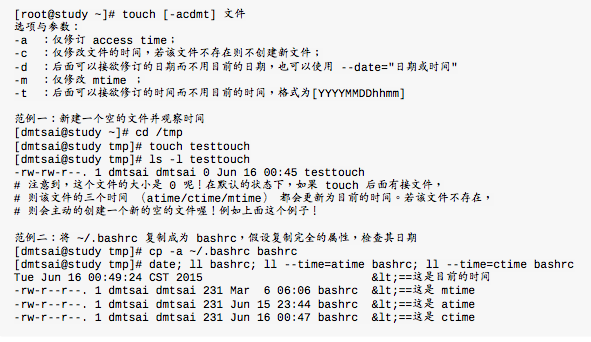 [root@study ~]# touch [-acdmt] 文件
选项与参数：
-a  ：仅修订 access time；
-c  ：仅修改文件的时间，若该文件不存在则不创建新文件；
-d  ：后面可以接欲修订的日期而不用目前的日期，也可以使用 --date="日期或时间"
-m  ：仅修改 mtime ；
-t  ：后面可以接欲修订的时间而不用目前的时间，格式为[YYYYMMDDhhmm]
范例一：新建一个空的文件并观察时间
[dmtsai@study ~]# cd /tmp
[dmtsai@study tmp]# touch testtouch
[dmtsai@study tmp]# ls -l testtouch
-rw-rw-r--. 1 dmtsai dmtsai 0 Jun 16 00:45 testtouch
# 注意到，这个文件的大小是 0 呢！在默认的状态下，如果 touch 后面有接文件，
# 则该文件的三个时间 （atime/ctime/mtime） 都会更新为目前的时间。若该文件不存在，
# 则会主动的创建一个新的空的文件喔！例如上面这个例子！
范例二：将 ~/.bashrc 复制成为 bashrc，假设复制完全的属性，检查其日期
[dmtsai@study tmp]# cp -a ~/.bashrc bashrc
[dmtsai@study tmp]# date; ll bashrc; ll --time=atime bashrc; ll --time=ctime bashrc
Tue Jun 16 00:49:24 CST 2015                        &lt;==这是目前的时间
-rw-r--r--. 1 dmtsai dmtsai 231 Mar  6 06:06 bashrc  &lt;==这是 mtime
-rw-r--r--. 1 dmtsai dmtsai 231 Jun 15 23:44 bashrc  &lt;==这是 atime
-rw-r--r--. 1 dmtsai dmtsai 231 Jun 16 00:47 bashrc  &lt;==这是 ctime